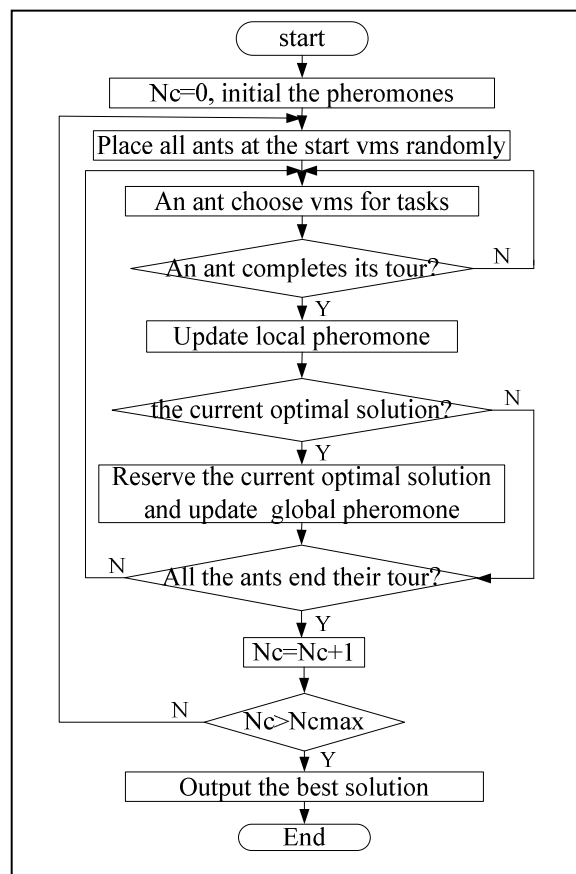 start
Nc=0, initial the pheromones
Place all ants at the start vms randomly
An ant choose vms for tasks
An ant completes its tour?
N
Y
Update local pheromone
the current optimal solution?
N
Y
Reserve the current optimal solution
and update global pheromone
N
All the ants end their tour?
Y
Nc=Nc+1
N
Nc>Ncmax
Y
Output the best solution
End